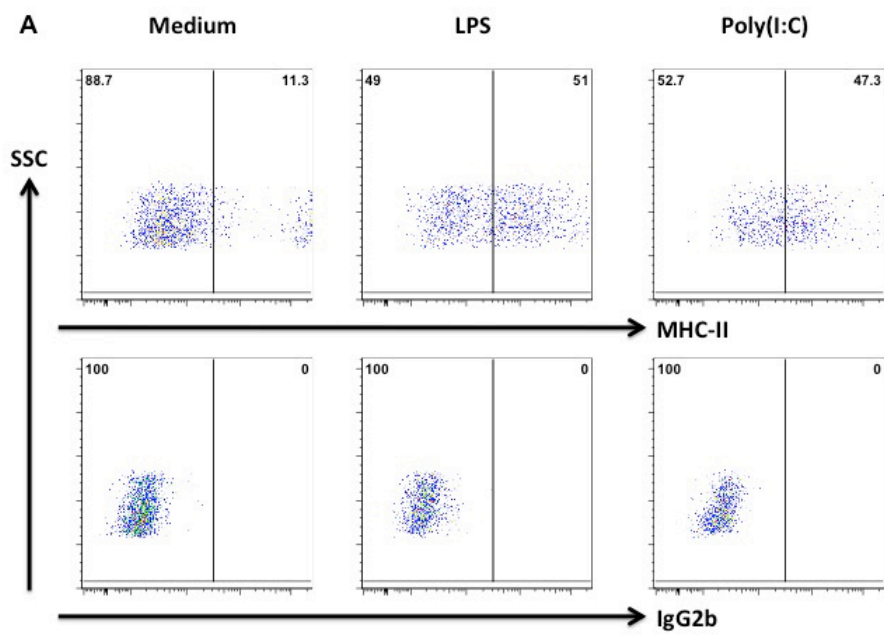 A
Medium
LPS
Poly(I:C)
88.7 11.3
49 51
52.7 47.3
SSC
MHC-II
100 0
100 0
100 0
IgG2b